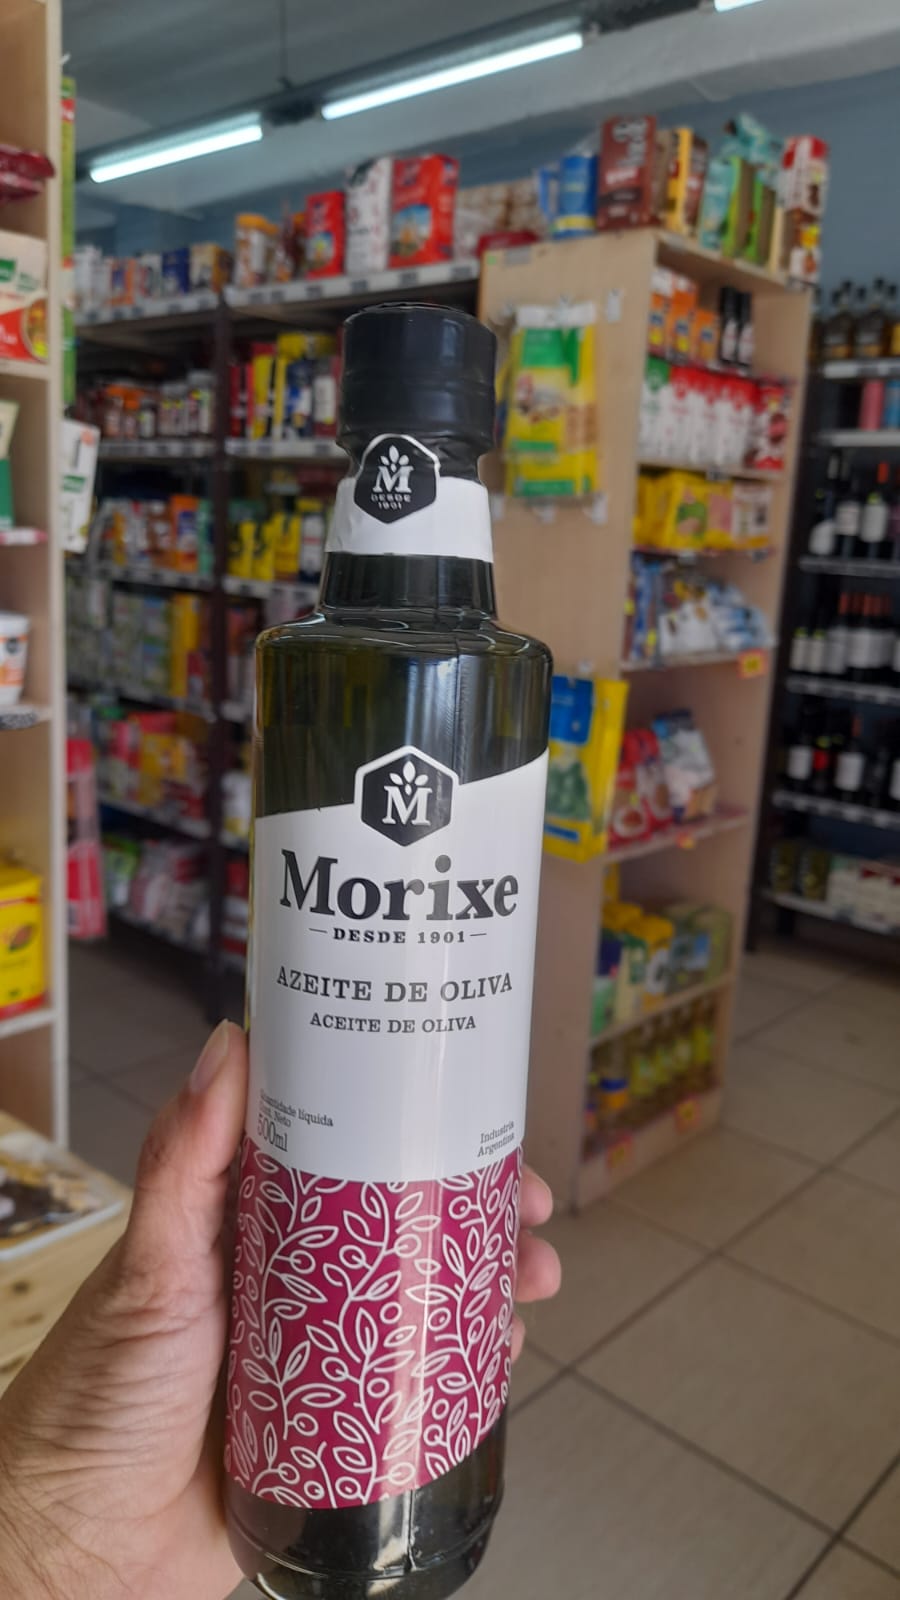 M
DESDE
1901
M
Morixe
DESDE 1901
AZEITE DE OLIVA
ACEITE DE OLIVA
Quantidade líquida
Cont. Neto
500ml
Industria
Argentina